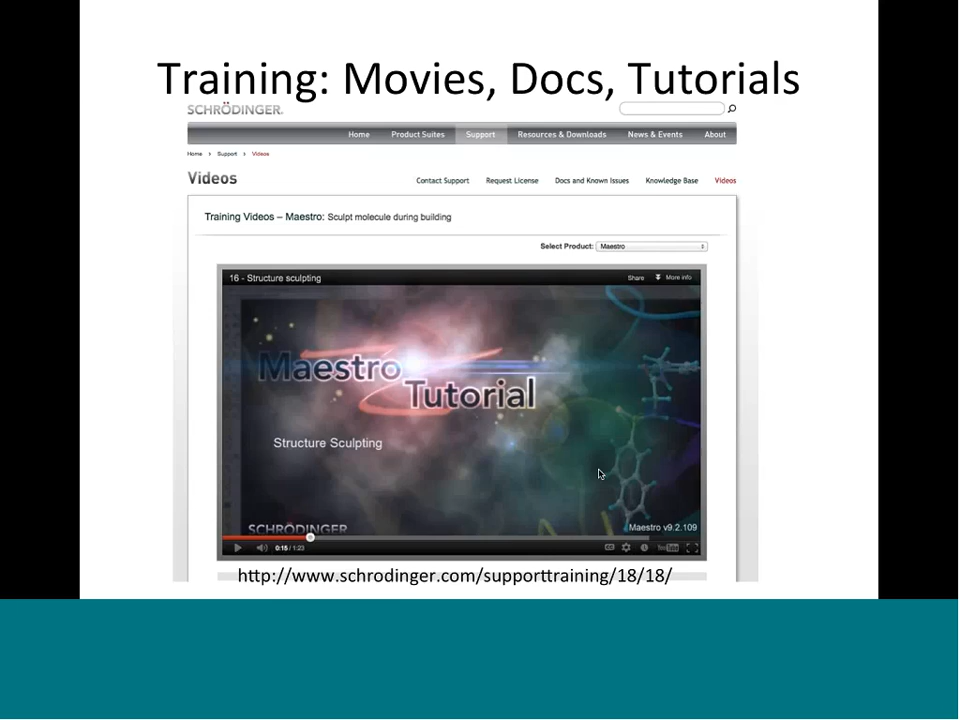 Training: Movies, Docs, Tutorials
SCHRÖDINGER.
Home Product Suites Support Resources & Downloads News & Events About
Home › Support › Videos
Videos
Contact Support Request License Docs and Known Issues Knowledge Base Videos
Training Videos – Maestro: Sculpt molecule during building
Select Product: Maestro
16 - Structure sculpting
Share More info
Maestro
Tutorial
Structure Sculpting
SCHRÖDINGER
Maestro v9.2.109
0:15 / 1:23
CC YouTube
http://www.schrodinger.com/supporttraining/18/18/